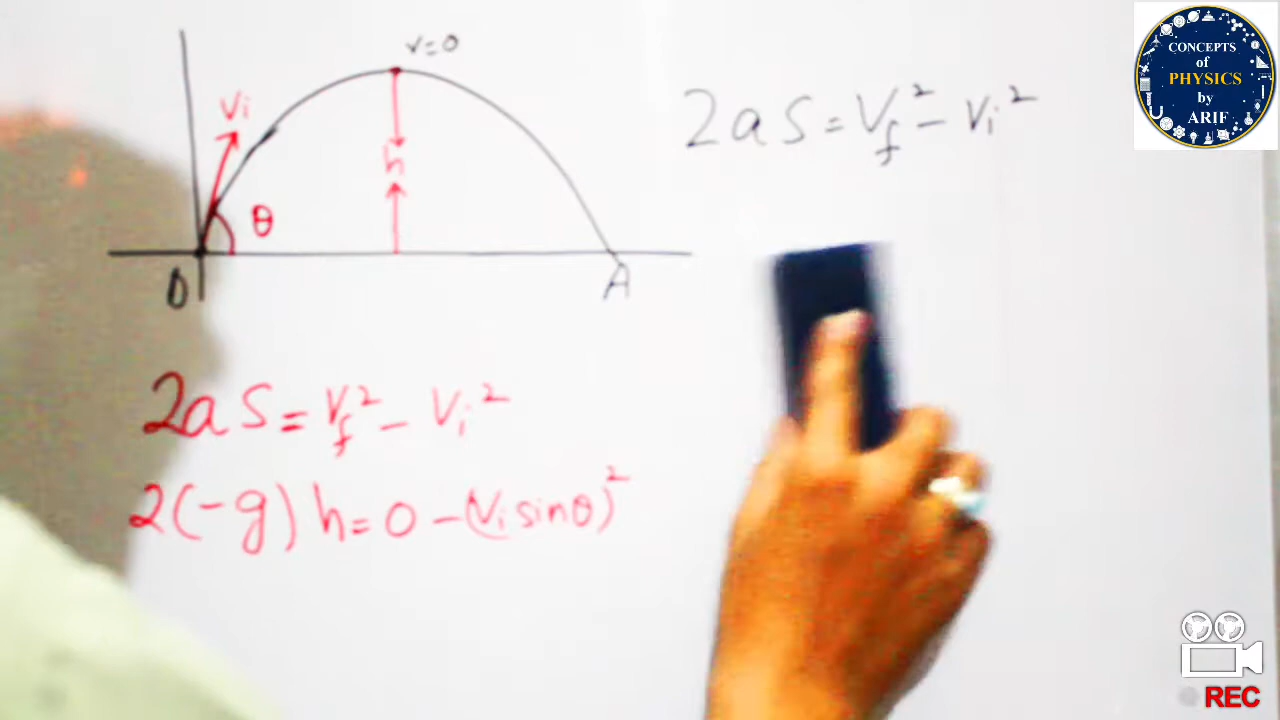 v=0
Vi
h
θ
O
A
2aS = Vf² - Vi²
2aS = Vf² - Vi²
2(-g) h = 0 - (Vi sinθ)²
CONCEPTS
of
PHYSICS
by
ARIF
REC